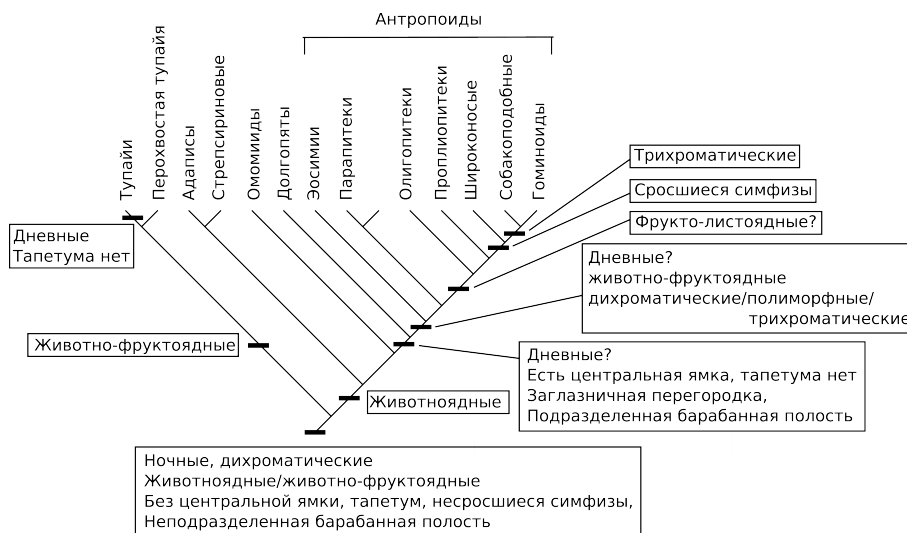 Антропоиды
Тупайи
Перохвостая тупайя
Адаписы
Стрепсириновые
Омомииды
Долгопяты
Эосимии
Парапитеки
Олигопитеки
Проплиопитеки
Широконосые
Собакоподобные
Гоминоиды
Трихроматические
Сросшиеся симфизы
Фрукто-листоядные?
Дневные
Тапетума нет
Дневные?
животно-фруктоядные
дихроматические/полиморфные/
трихроматические
Животно-фруктоядные
Дневные?
Есть центральная ямка, тапетума нет
Заглазничная перегородка,
Подразделенная барабанная полость
Животноядные
Ночные, дихроматические
Животноядные/животно-фруктоядные
Без центральной ямки, тапетум, несросшиеся симфизы,
Неподразделенная барабанная полость